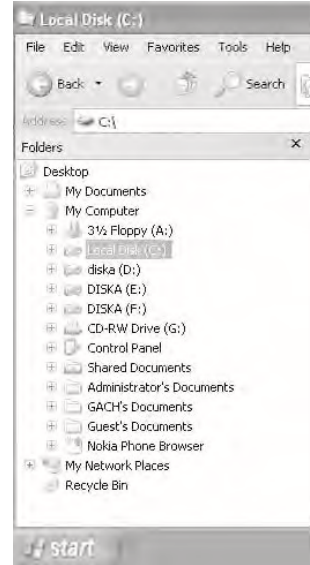 Local Disk (C:)
File Edit View Favorites Tools Help
Back Search
Address C:\
Folders
Desktop
My Documents
My Computer
3½ Floppy (A:)
Local Disk (C:)
diska (D:)
DISKA (E:)
DISKA (F:)
CD-RW Drive (G:)
Control Panel
Shared Documents
Administrator's Documents
GACH's Documents
Guest's Documents
Nokia Phone Browser
My Network Places
Recycle Bin
start